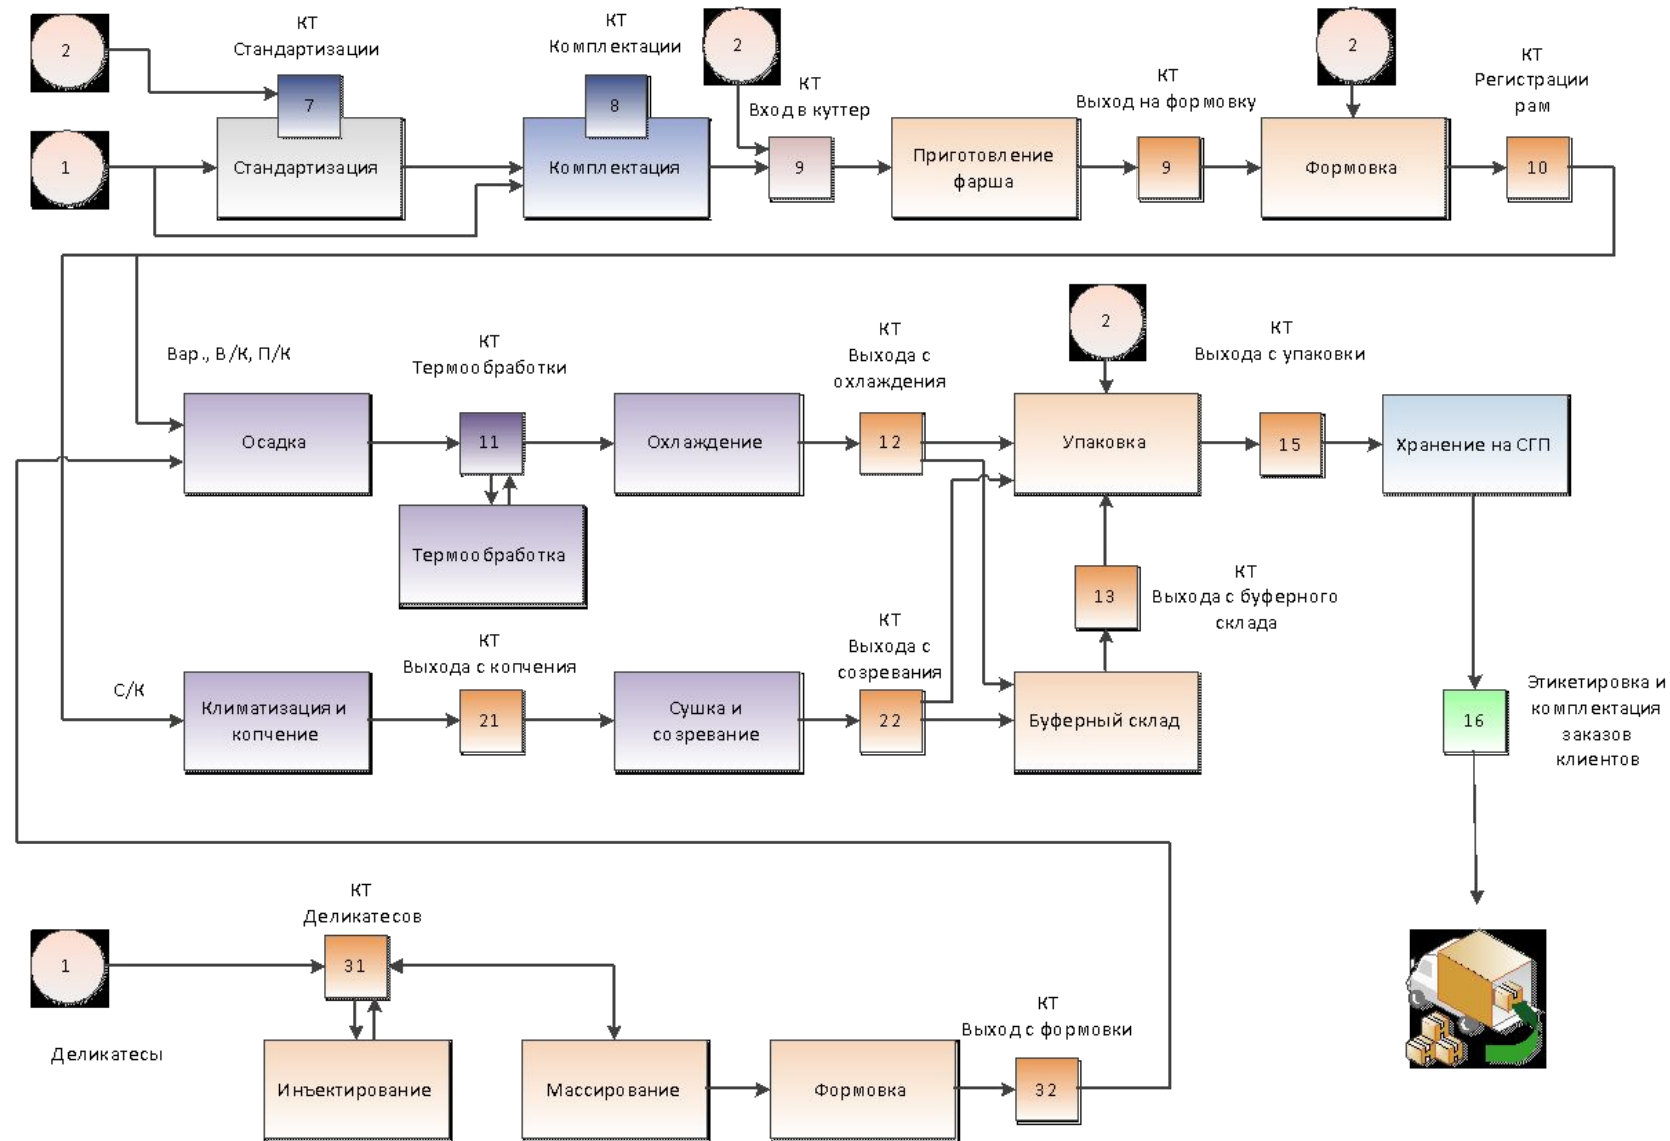 2
КТ
Стандартизации
7
Стандартизация
1
КТ
Комплектации
8
Комплектация
2
КТ
Вход в куттер
9
Приготовление
фарша
КТ
Выход на формовку
9
2
Формовка
КТ
Регистрации
рам
10
Вар., В/К, П/К
Осадка
КТ
Термообработки
11
Термообработка
Охлаждение
КТ
Выхода с
охлаждения
12
2
Упаковка
КТ
Выхода с упаковки
15
Хранение на СГП
13
КТ
Выхода с буферного
склада
С/К
Климатизация и
копчение
КТ
Выхода с копчения
21
Сушка и
созревание
КТ
Выхода с
созревания
22
Буферный склад
16
Этикетировка и
комплектация
заказов
клиентов
1
Деликатесы
КТ
Деликатесов
31
Инъектирование
Массирование
Формовка
КТ
Выход с формовки
32